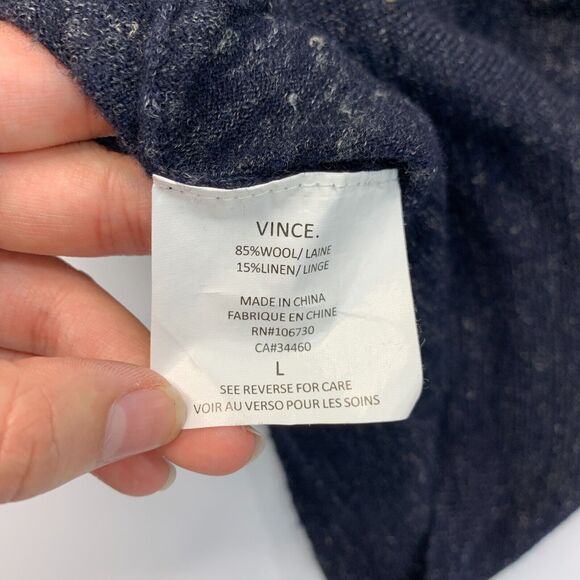 VINCE.
85%WOOL/ LAINE
15%LINEN/ LINGE
MADE IN CHINA
FABRIQUE EN CHINE
RN#106730
CA#34460
L
SEE REVERSE FOR CARE
VOIR AU VERSO POUR LES SOINS